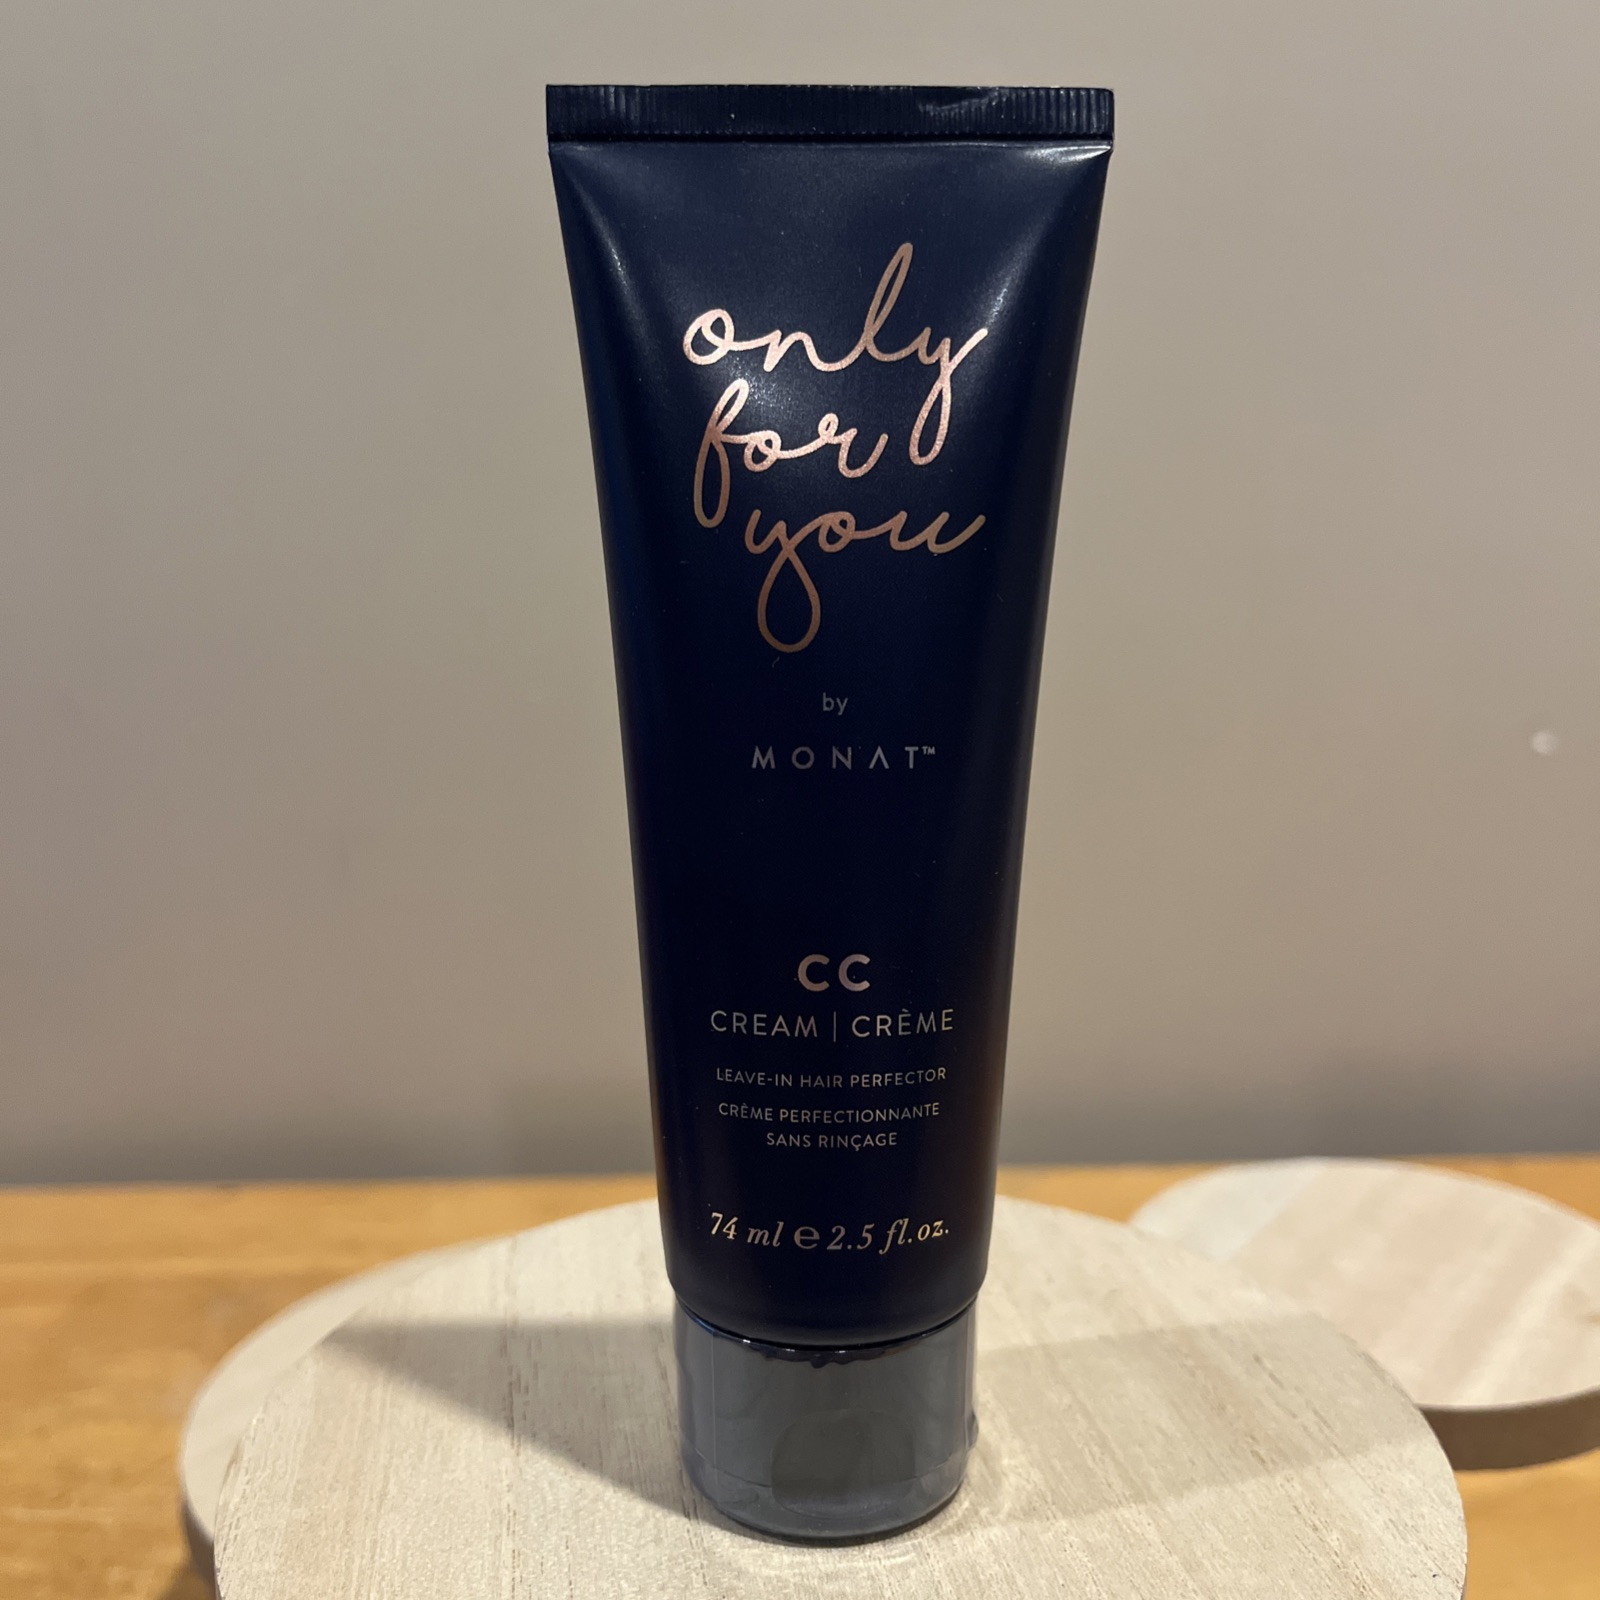 only
for
you
by
MONAT™
CC
CREAM | CRÈME
LEAVE-IN HAIR PERFECTOR
CRÈME PERFECTIONNANTE
SANS RINÇAGE
74 ml ℮ 2.5 fl. oz.